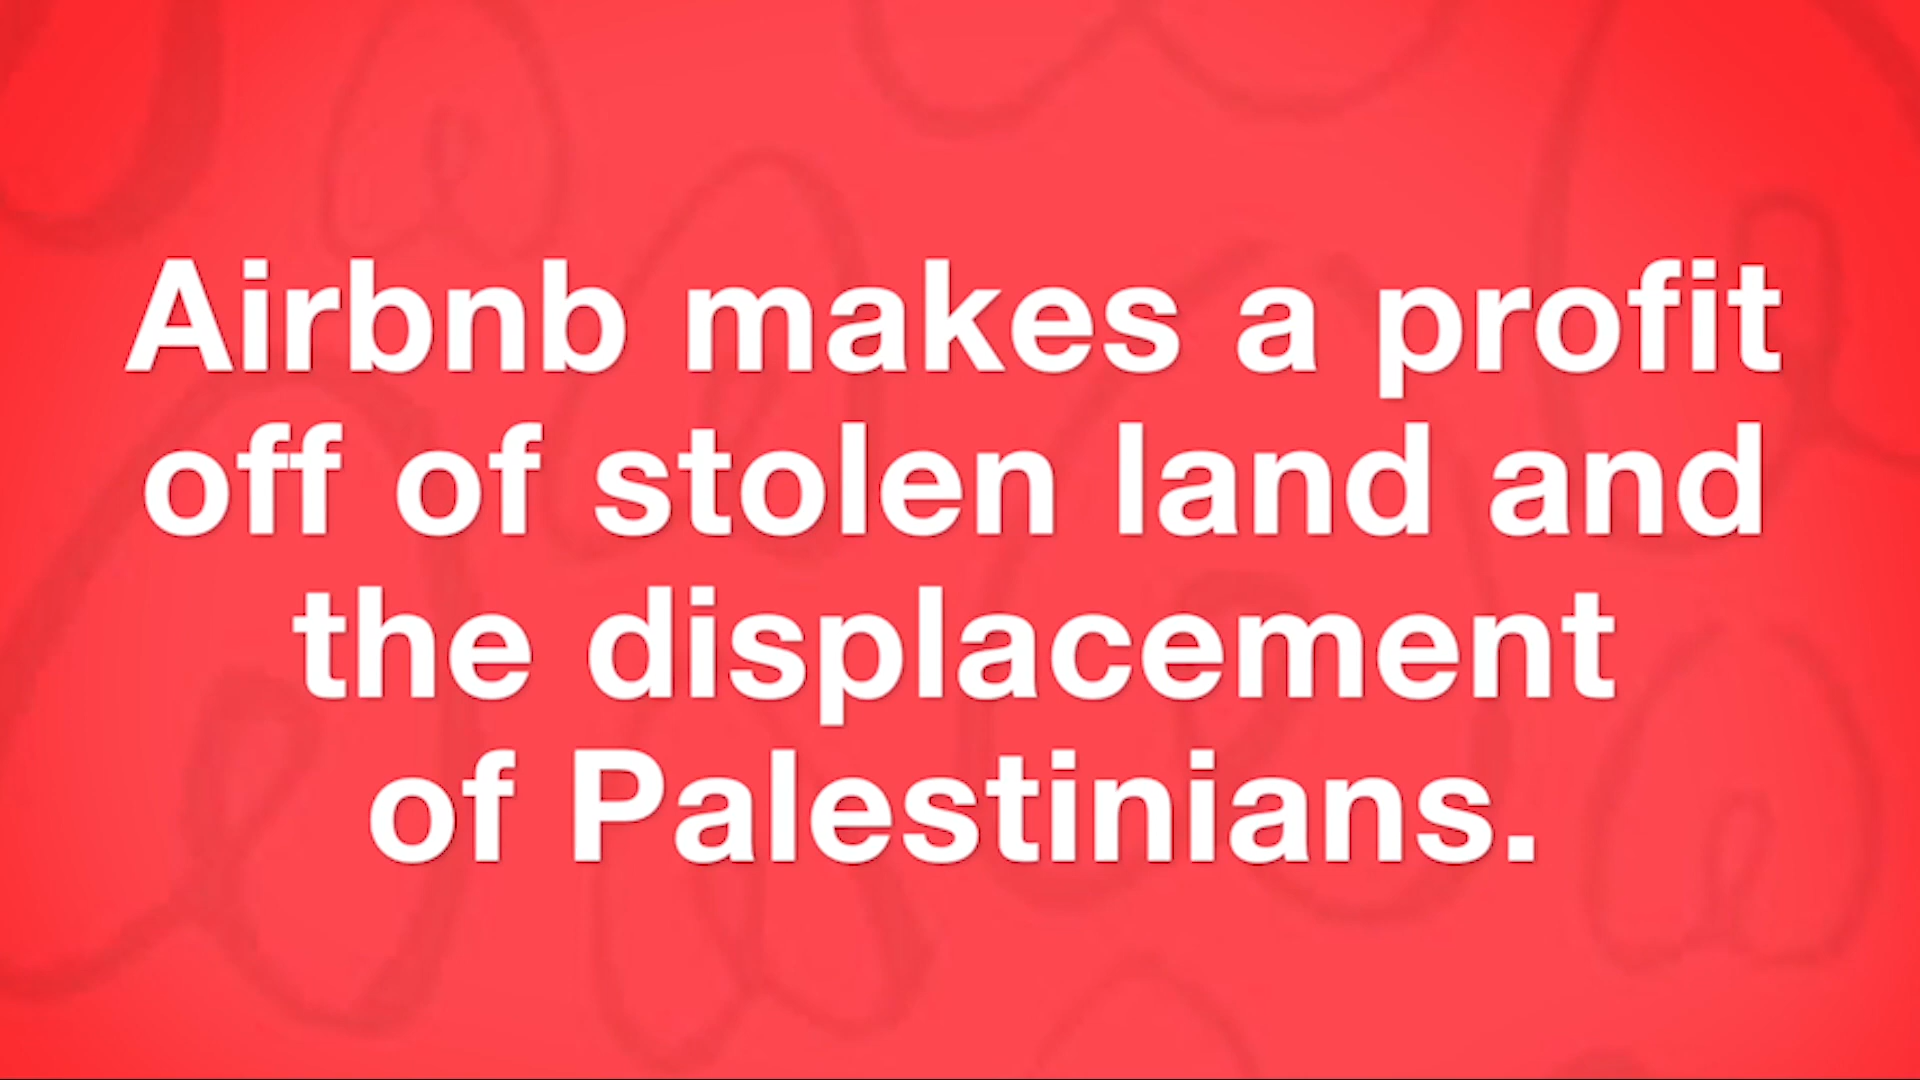 Airbnb makes a profit
off of stolen land and
the displacement
of Palestinians.